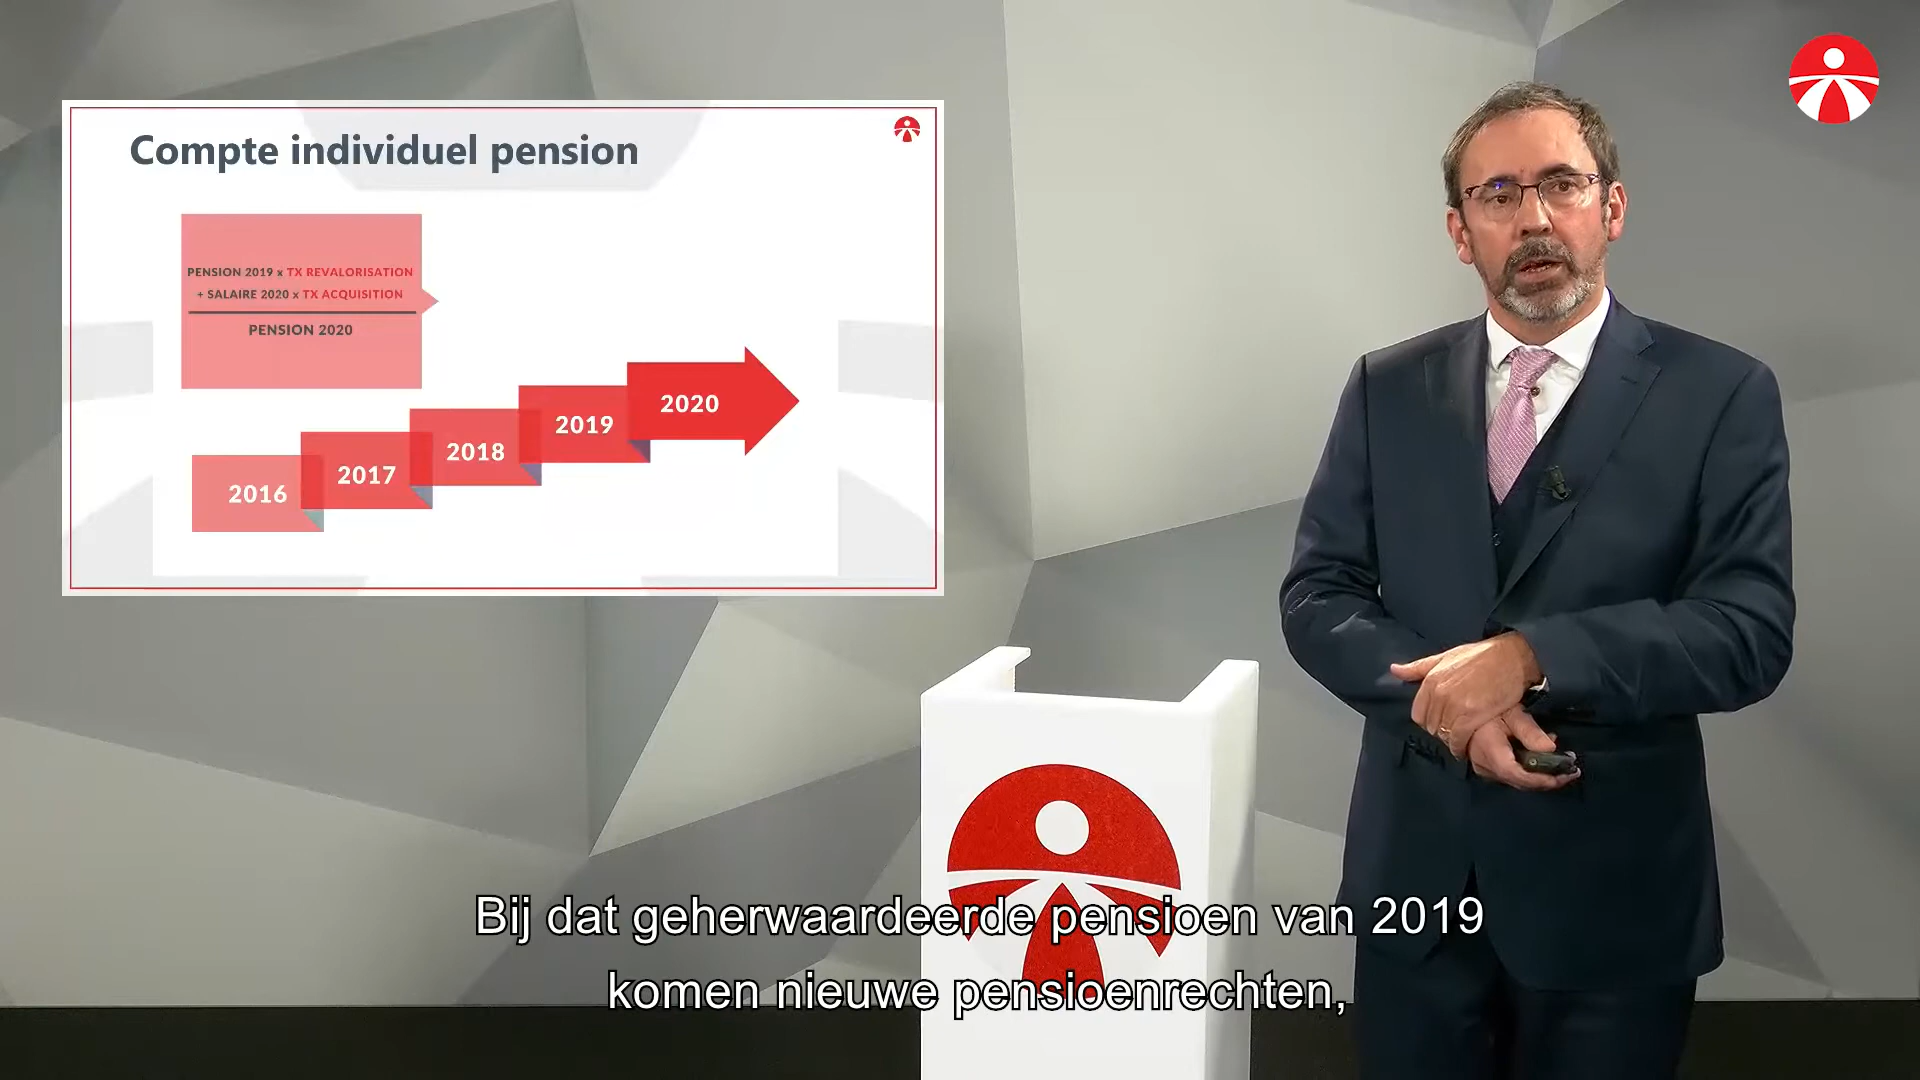 Compte individuel pension
PENSION 2019 x TX REVALORISATION
+ SALAIRE 2020 x TX ACQUISITION
PENSION 2020
2016
2017
2018
2019
2020
Bij dat geherwaardeerde pensioen van 2019
komen nieuwe pensioenrechten,